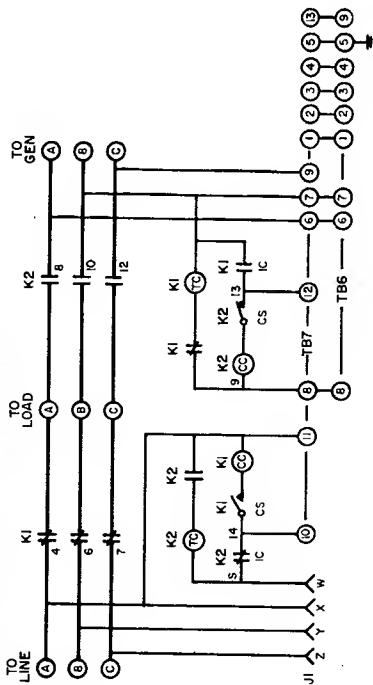 TO LINE K1 TO LOAD K2 TO GEN
A 4 A 8 A
B 6 B 10 B
C 7 C 12 C
K2 K2 K1 K1
TC TC
K2 K1 K1 K2 K2 K1
S 14 CC 9 CC 13
IC CS CS IC
10 11 8 TB7 12 6 7 9 1 2 3 4 5 13
8 TB6 6 7 1 2 3 4 5 9
J1 Z Y X W